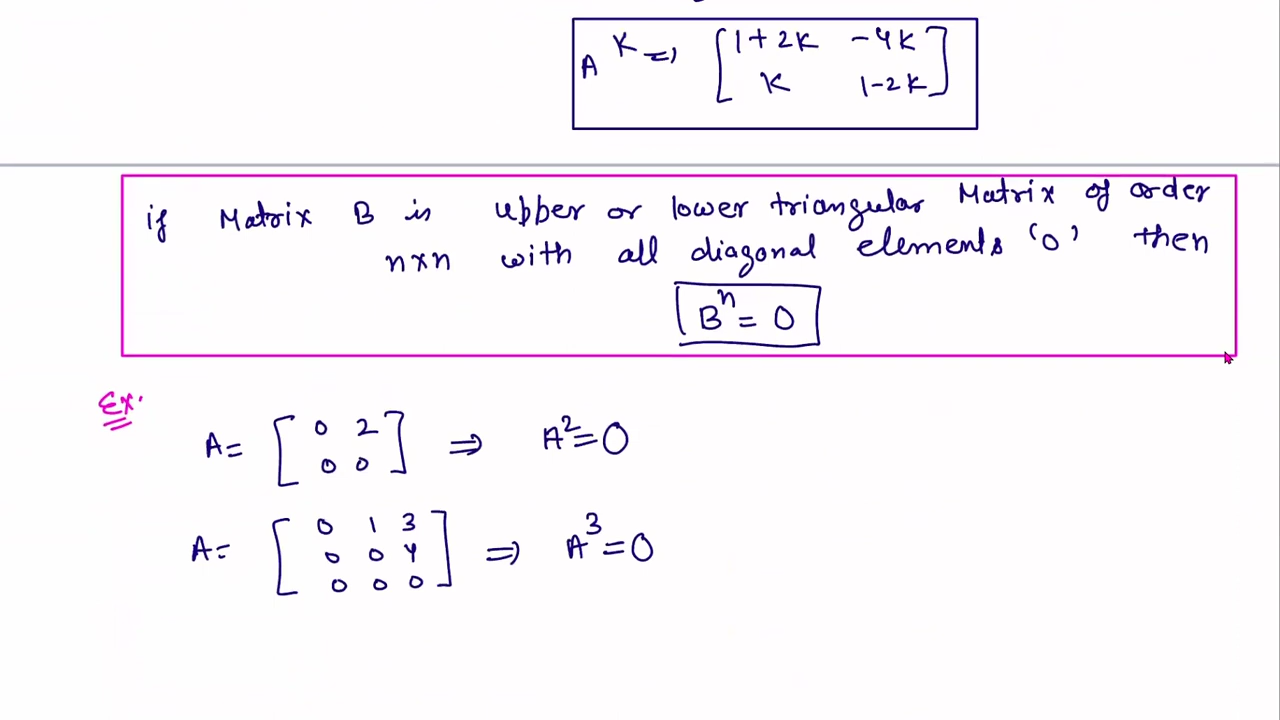 A^K ⇒ [1+2K -4K
K 1-2K]
if Matrix B is upper or lower triangular Matrix of order
n×n with all diagonal elements '0' then
B^n = 0
Ex.
A = [0 2
0 0] ⇒ A^2=0
A = [0 1 3
0 0 4
0 0 0] ⇒ A^3=0